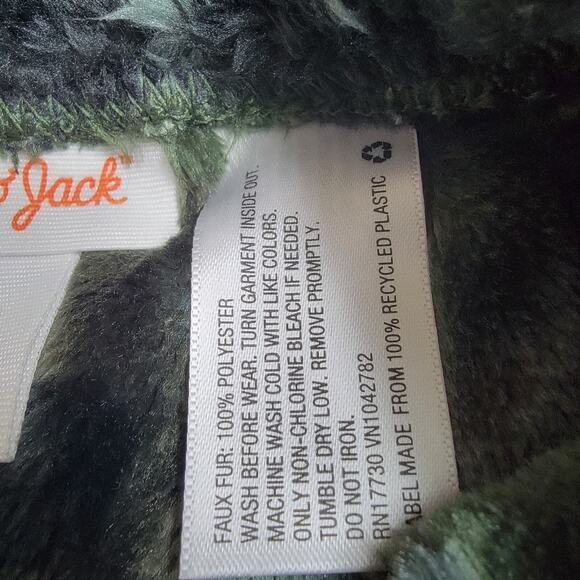 Jack
FAUX FUR: 100% POLYESTER
WASH BEFORE WEAR. TURN GARMENT INSIDE OUT.
MACHINE WASH COLD WITH LIKE COLORS.
ONLY NON-CHLORINE BLEACH IF NEEDED.
TUMBLE DRY LOW. REMOVE PROMPTLY.
DO NOT IRON.
RN17730 VN1042782
ABEL MADE FROM 100% RECYCLED PLASTIC